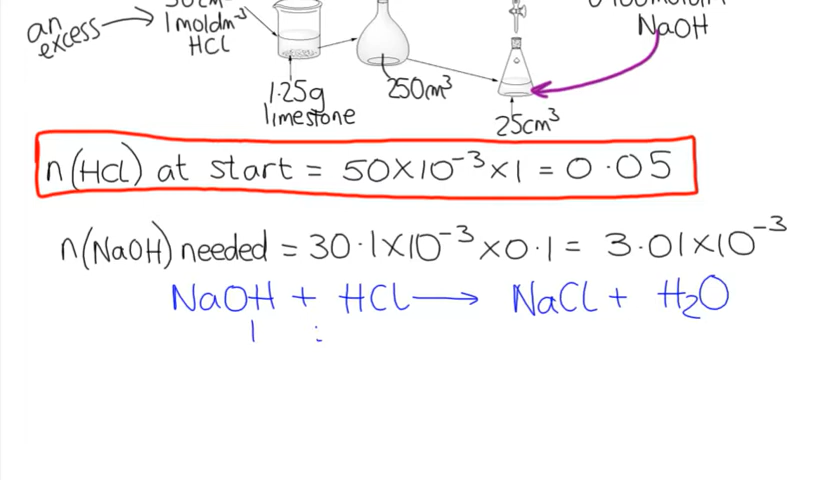 an excess
1moldm⁻³
HCl
NaOH
1.25g
limestone
250cm³
25cm³
n(HCl) at start = 50×10⁻³×1 = 0.05
n(NaOH) needed = 30.1×10⁻³×0.1 = 3.01×10⁻³
NaOH + HCl → NaCl + H₂O
1 :